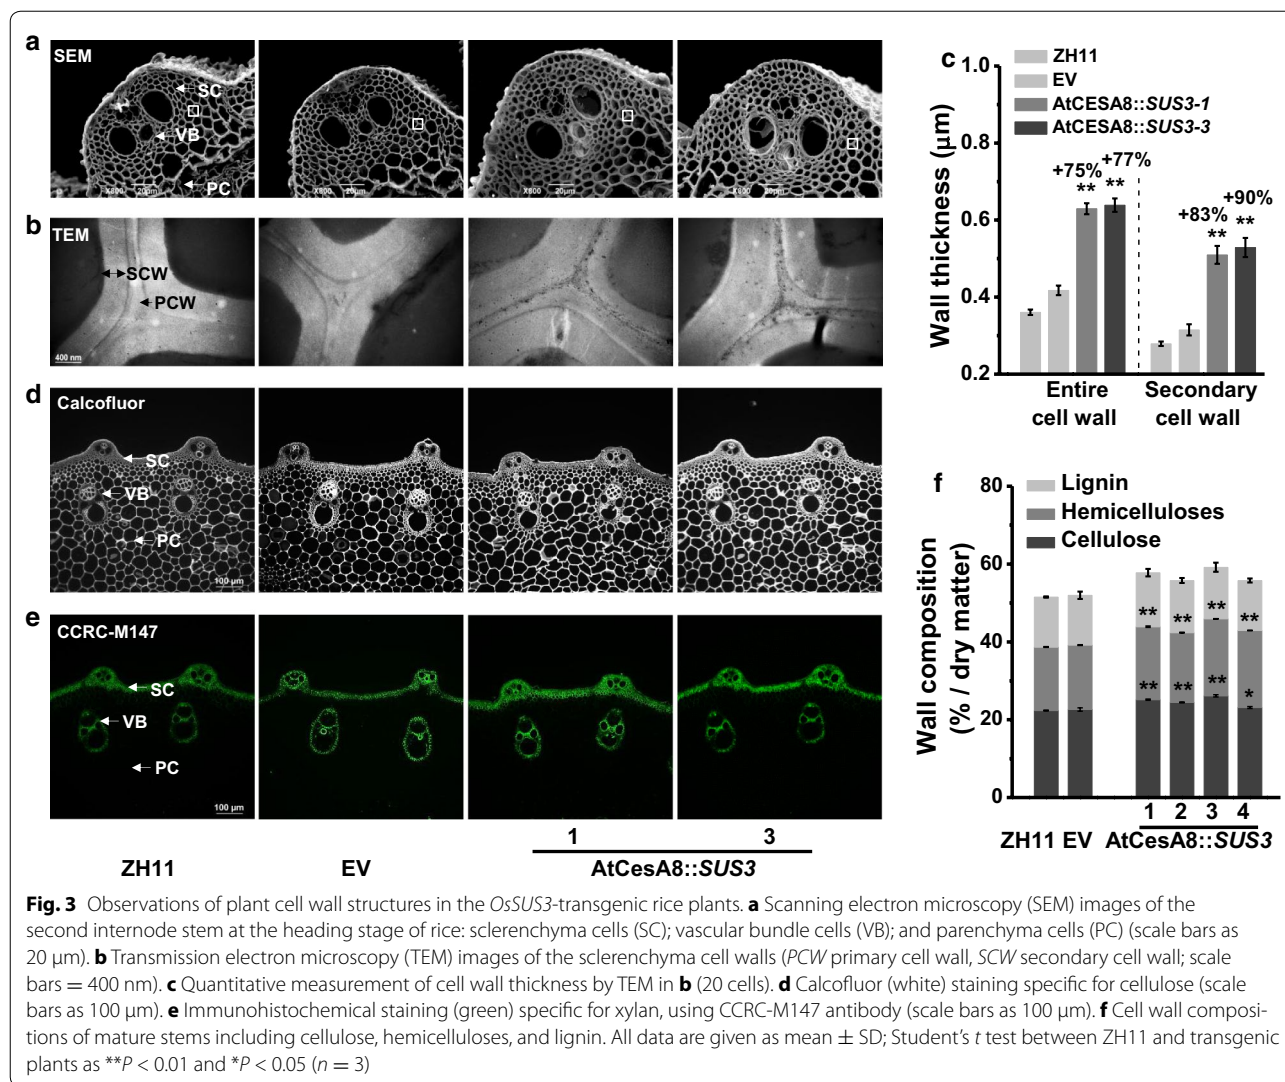 a
SEM
SC
VB
PC
X800 20μm
X800 20μm
X800 20μm
X800 20μm
b
TEM
SCW
PCW
400 nm
c
ZH11
EV
AtCESA8::SUS3-1
AtCESA8::SUS3-3
Wall thickness (μm)
1.0
0.8
0.6
0.4
0.2
+75%
+77%
**
**
+83%
+90%
**
**
Entire
cell wall
Secondary
cell wall
d
Calcofluor
SC
VB
PC
100 μm
e
CCRC-M147
SC
VB
PC
100 μm
1
3
ZH11
EV
AtCesA8::SUS3
f
Lignin
Hemicelluloses
Cellulose
Wall composition
(% / dry matter)
80
60
40
20
0
** ** ** **
** ** ** *
1 2 3 4
ZH11 EV AtCesA8::SUS3
Fig. 3 Observations of plant cell wall structures in the OsSUS3-transgenic rice plants. a Scanning electron microscopy (SEM) images of the
second internode stem at the heading stage of rice: sclerenchyma cells (SC); vascular bundle cells (VB); and parenchyma cells (PC) (scale bars as
20 μm). b Transmission electron microscopy (TEM) images of the sclerenchyma cell walls (PCW primary cell wall, SCW secondary cell wall; scale
bars = 400 nm). c Quantitative measurement of cell wall thickness by TEM in b (20 cells). d Calcofluor (white) staining specific for cellulose (scale
bars as 100 μm). e Immunohistochemical staining (green) specific for xylan, using CCRC-M147 antibody (scale bars as 100 μm). f Cell wall composi-
tions of mature stems including cellulose, hemicelluloses, and lignin. All data are given as mean ± SD; Student's t test between ZH11 and transgenic
plants as **P < 0.01 and *P < 0.05 (n = 3)